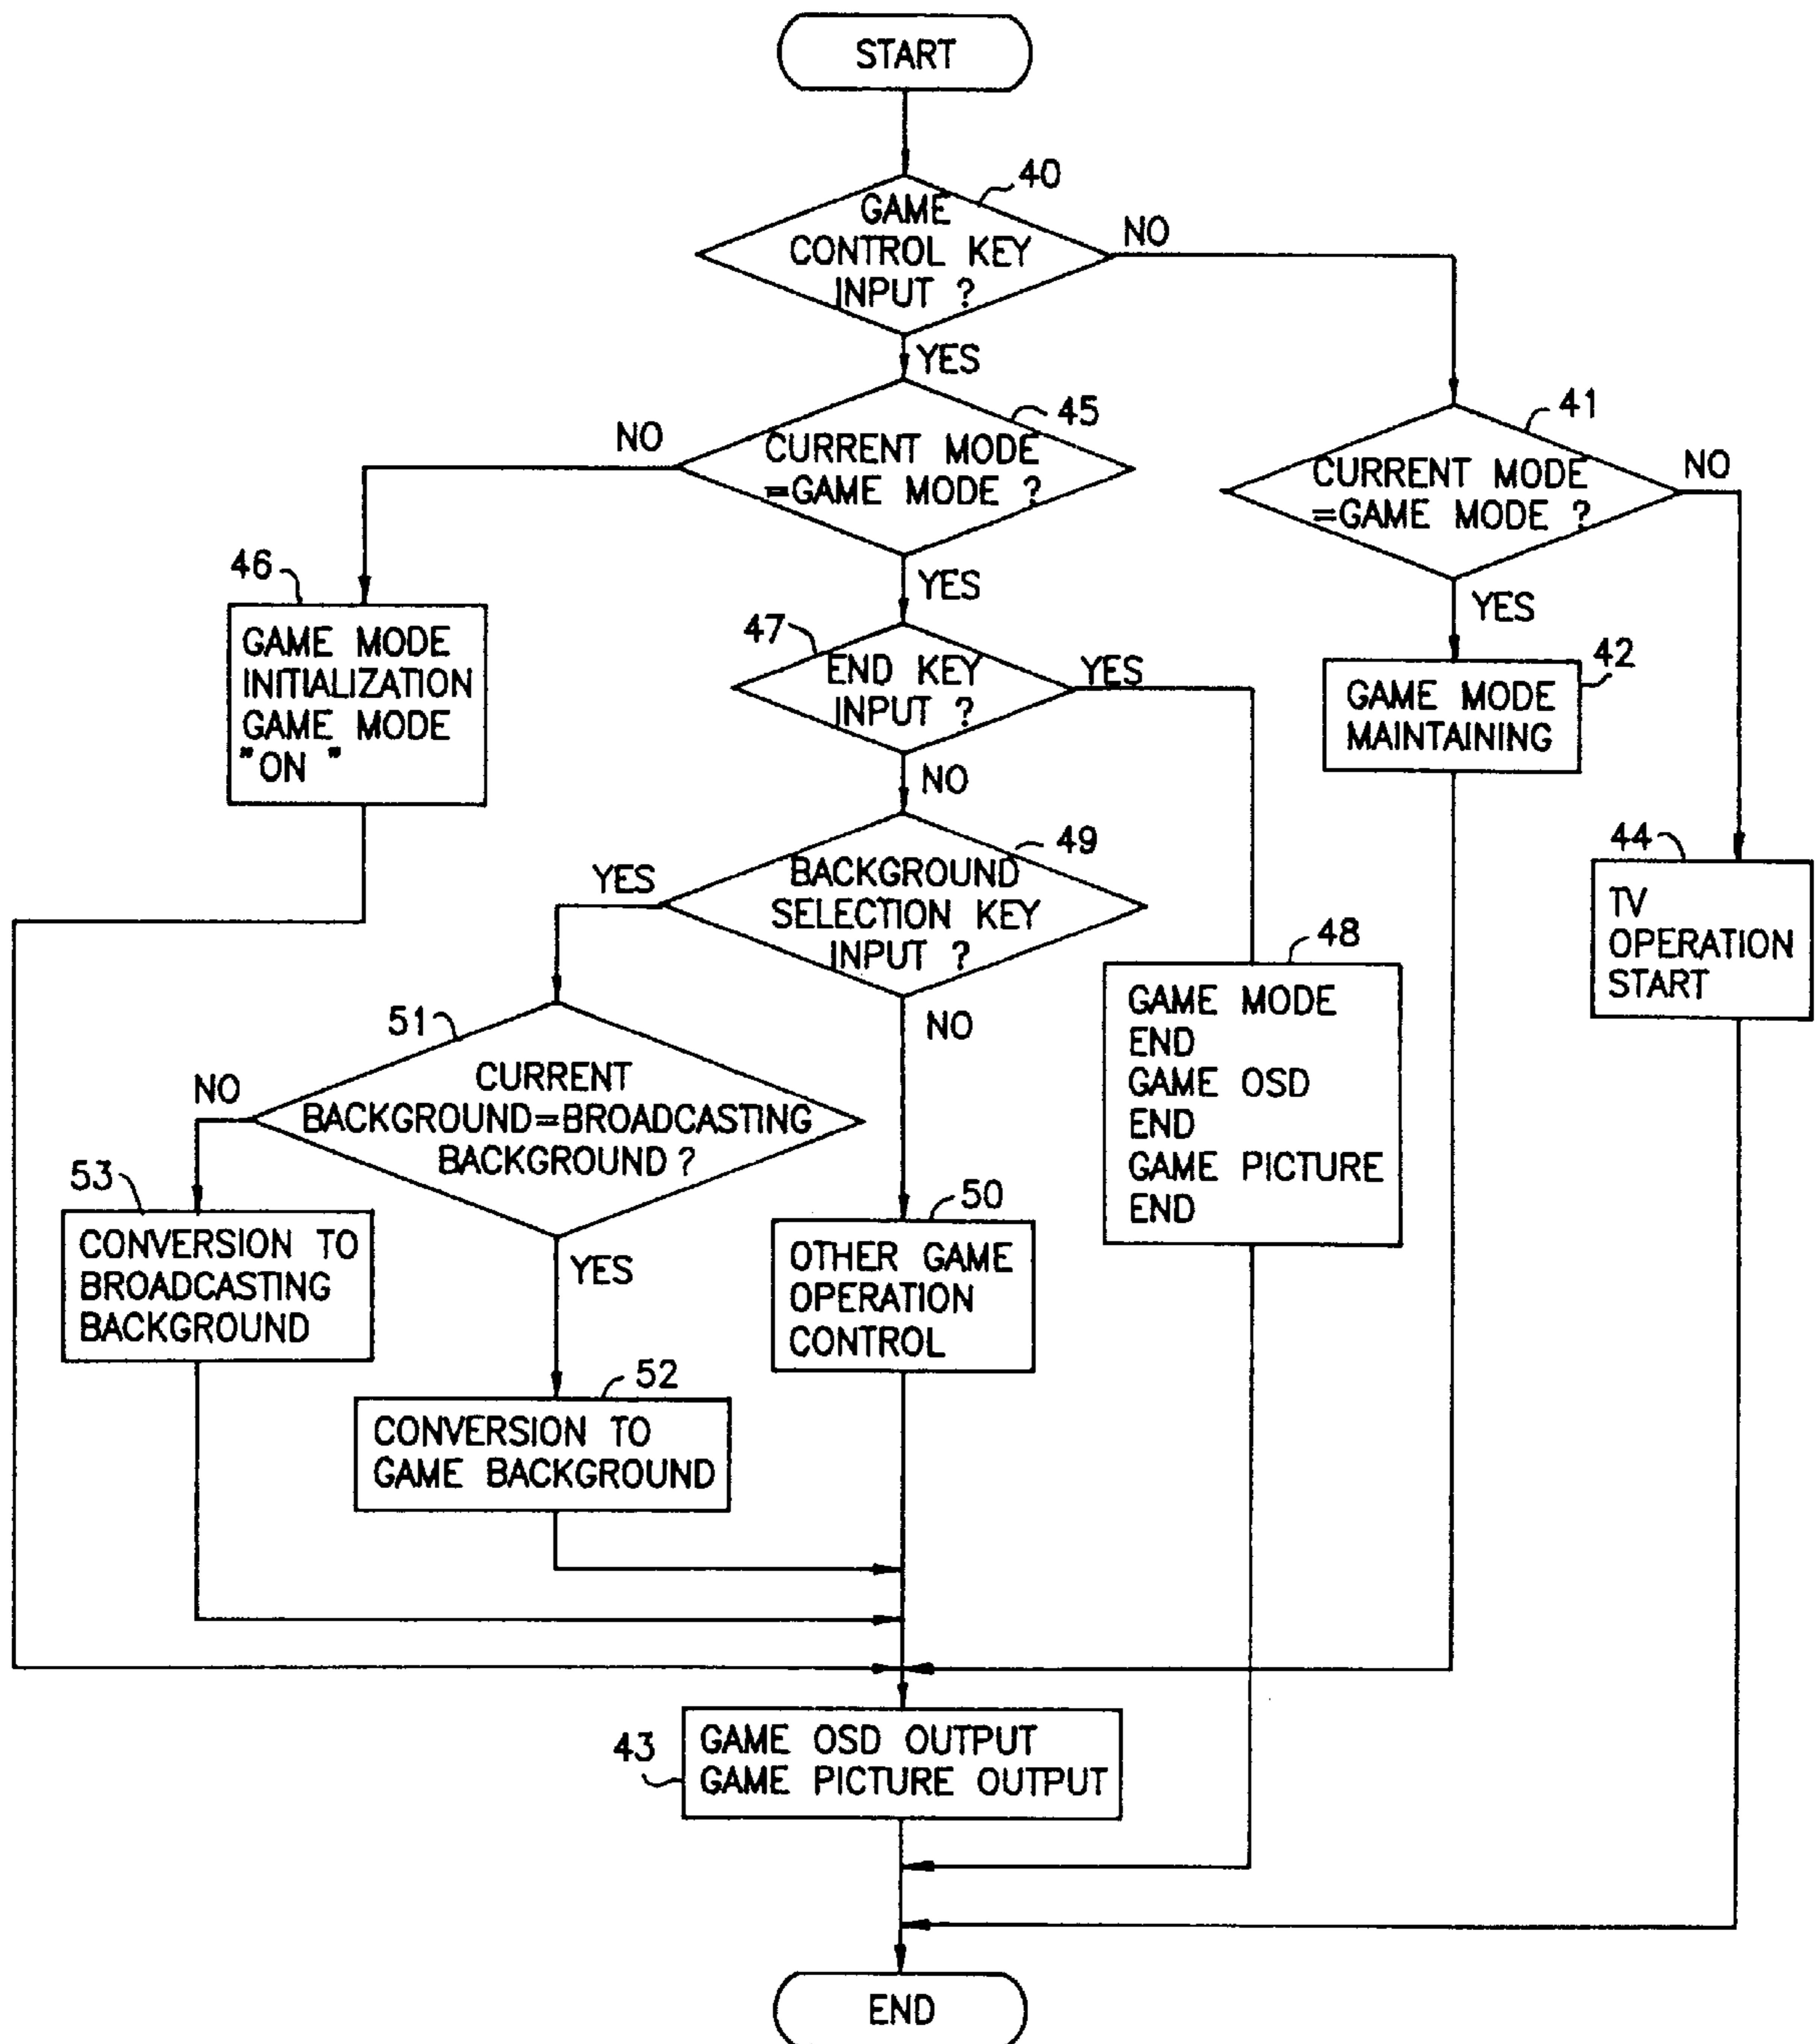 START
40
GAME
CONTROL KEY
INPUT ?
NO
YES
45
CURRENT MODE
=GAME MODE ?
NO
YES
41
CURRENT MODE
=GAME MODE ?
NO
YES
46
GAME MODE
INITIALIZATION
GAME MODE
"ON "
47
END KEY
INPUT ?
YES
NO
42
GAME MODE
MAINTAINING
44
TV
OPERATION
START
49
BACKGROUND
SELECTION KEY
INPUT ?
YES
NO
48
GAME MODE
END
GAME OSD
END
GAME PICTURE
END
51
CURRENT
BACKGROUND=BROADCASTING
BACKGROUND ?
NO
YES
53
CONVERSION TO
BROADCASTING
BACKGROUND
50
OTHER GAME
OPERATION
CONTROL
52
CONVERSION TO
GAME BACKGROUND
43
GAME OSD OUTPUT
GAME PICTURE OUTPUT
END